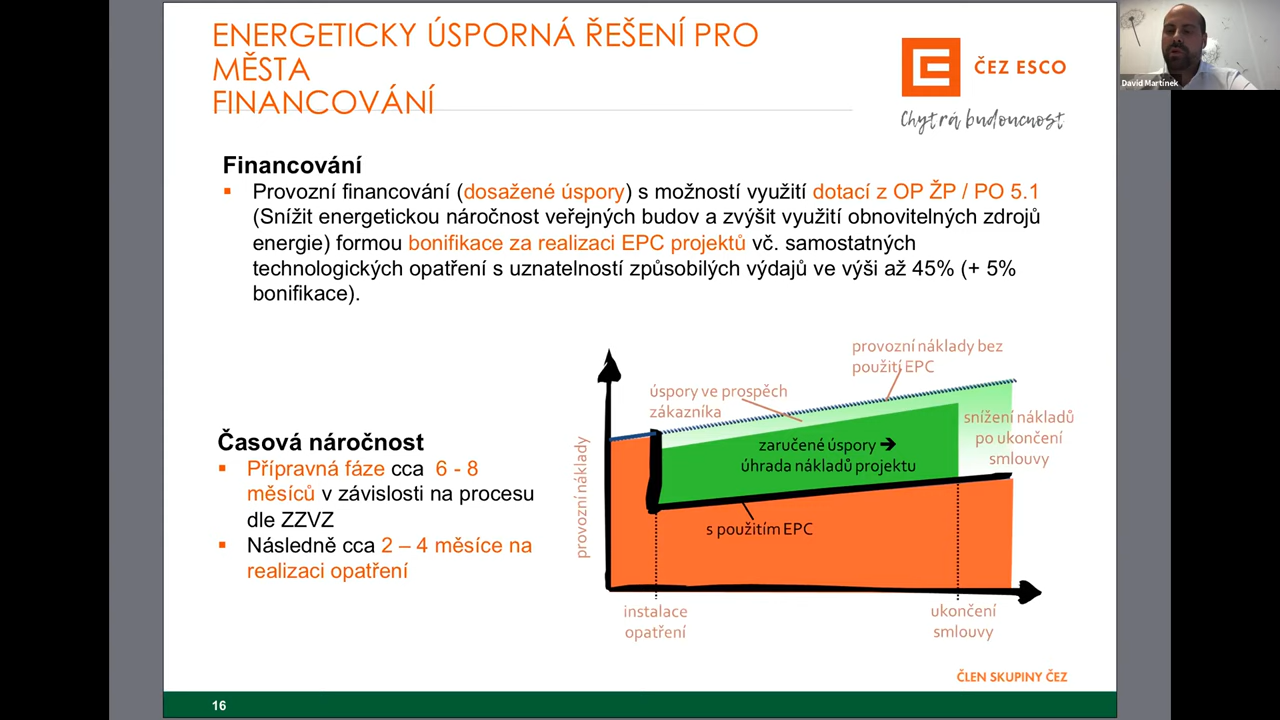 ENERGETICKY ÚSPORNÁ ŘEŠENÍ PRO
MĚSTA
FINANCOVÁNÍ
ČEZ ESCO
Chytrá budoucnost
David Martínek
Financování
▪ Provozní financování (dosažené úspory) s možností využití dotací z OP ŽP / PO 5.1
(Snížit energetickou náročnost veřejných budov a zvýšit využití obnovitelných zdrojů
energie) formou bonifikace za realizaci EPC projektů vč. samostatných
technologických opatření s uznatelností způsobilých výdajů ve výši až 45% (+ 5%
bonifikace).
Časová náročnost
▪ Přípravná fáze cca 6 - 8
měsíců v závislosti na procesu
dle ZZVZ
▪ Následně cca 2 – 4 měsíce na
realizaci opatření
provozní náklady bez
použití EPC
úspory ve prospěch
zákazníka
snížení nákladů
po ukončení
smlouvy
zaručené úspory ➔
úhrada nákladů projektu
provozní náklady
s použitím EPC
instalace
opatření
ukončení
smlouvy
ČLEN SKUPINY ČEZ
16